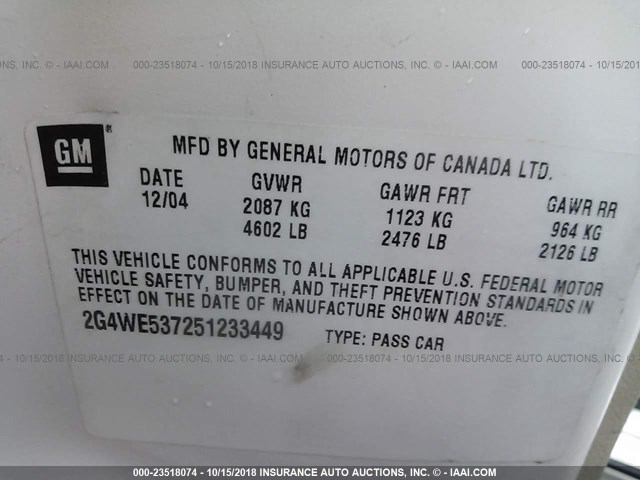 000-23518074 - 10/15/2018 INSURANCE AUTO AUCTIONS, INC. - © - IAAI.COM
GM®
MFD BY GENERAL MOTORS OF CANADA LTD.
DATE GVWR GAWR FRT GAWR RR
12/04 2087 KG 1123 KG 964 KG
4602 LB 2476 LB 2126 LB
THIS VEHICLE CONFORMS TO ALL APPLICABLE U.S. FEDERAL MOTOR
VEHICLE SAFETY, BUMPER, AND THEFT PREVENTION STANDARDS IN
EFFECT ON THE DATE OF MANUFACTURE SHOWN ABOVE.
2G4WE537251233449 TYPE: PASS CAR
000-23518074 - 10/15/2018 INSURANCE AUTO AUCTIONS, INC. - © - IAAI.COM
000-23518074 - 10/15/2018 INSURANCE AUTO AUCTIONS, INC. - © - IAAI.COM